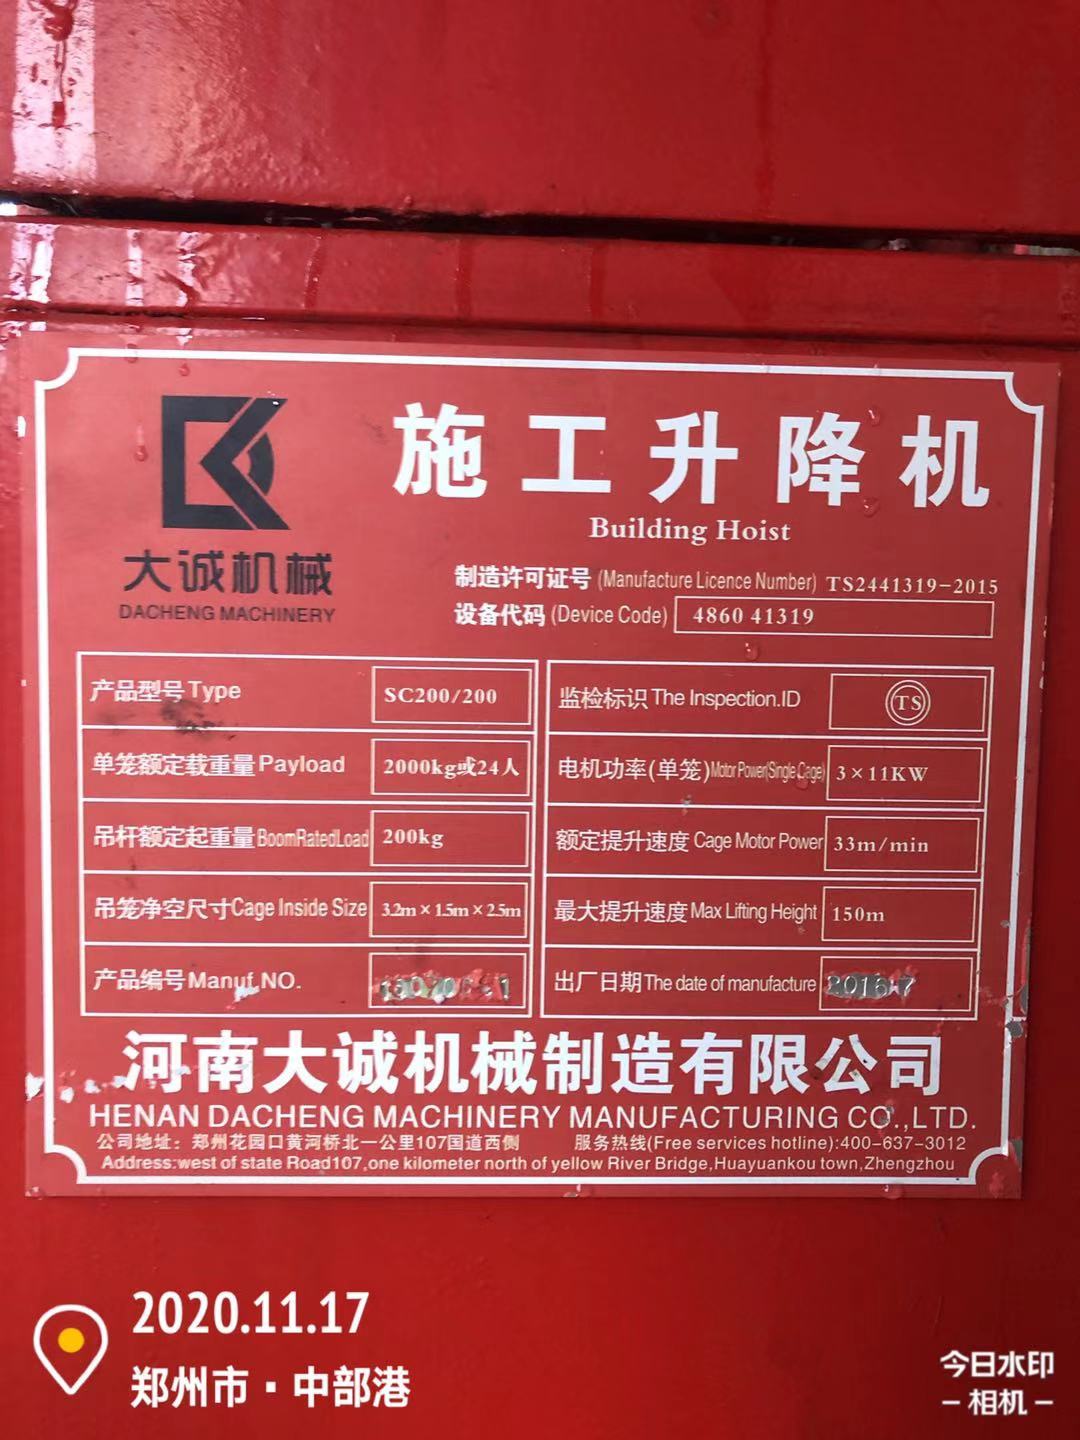 施工升降机
Building Hoist
大诚机械
DACHENG MACHINERY
制造许可证号 (Manufacture Licence Number) TS2441319-2015
设备代码 (Device Code) 4860 41319
产品型号 Type SC200/200
监检标识 The Inspection.ID TS
单笼额定载重量 Payload 2000kg或24人
电机功率(单笼) Motor Power(Single Cage) 3×11KW
吊杆额定起重量 BoomRatedLoad 200kg
额定提升速度 Cage Motor Power 33m/min
吊笼净空尺寸 Cage Inside Size 3.2m×1.5m×2.5m
最大提升速度 Max Lifting Height 150m
产品编号 Manuf.NO.
出厂日期 The date of manufacture 2016.7
河南大诚机械制造有限公司
HENAN DACHENG MACHINERY MANUFACTURING CO.,LTD.
公司地址：郑州花园口黄河桥北一公里107国道西侧 服务热线(Free services hotline):400-637-3012
Address:west of state Road107,one kilometer north of yellow River Bridge,Huayuankou town,Zhengzhou
2020.11.17
郑州市·中部港
今日水印
-相机-